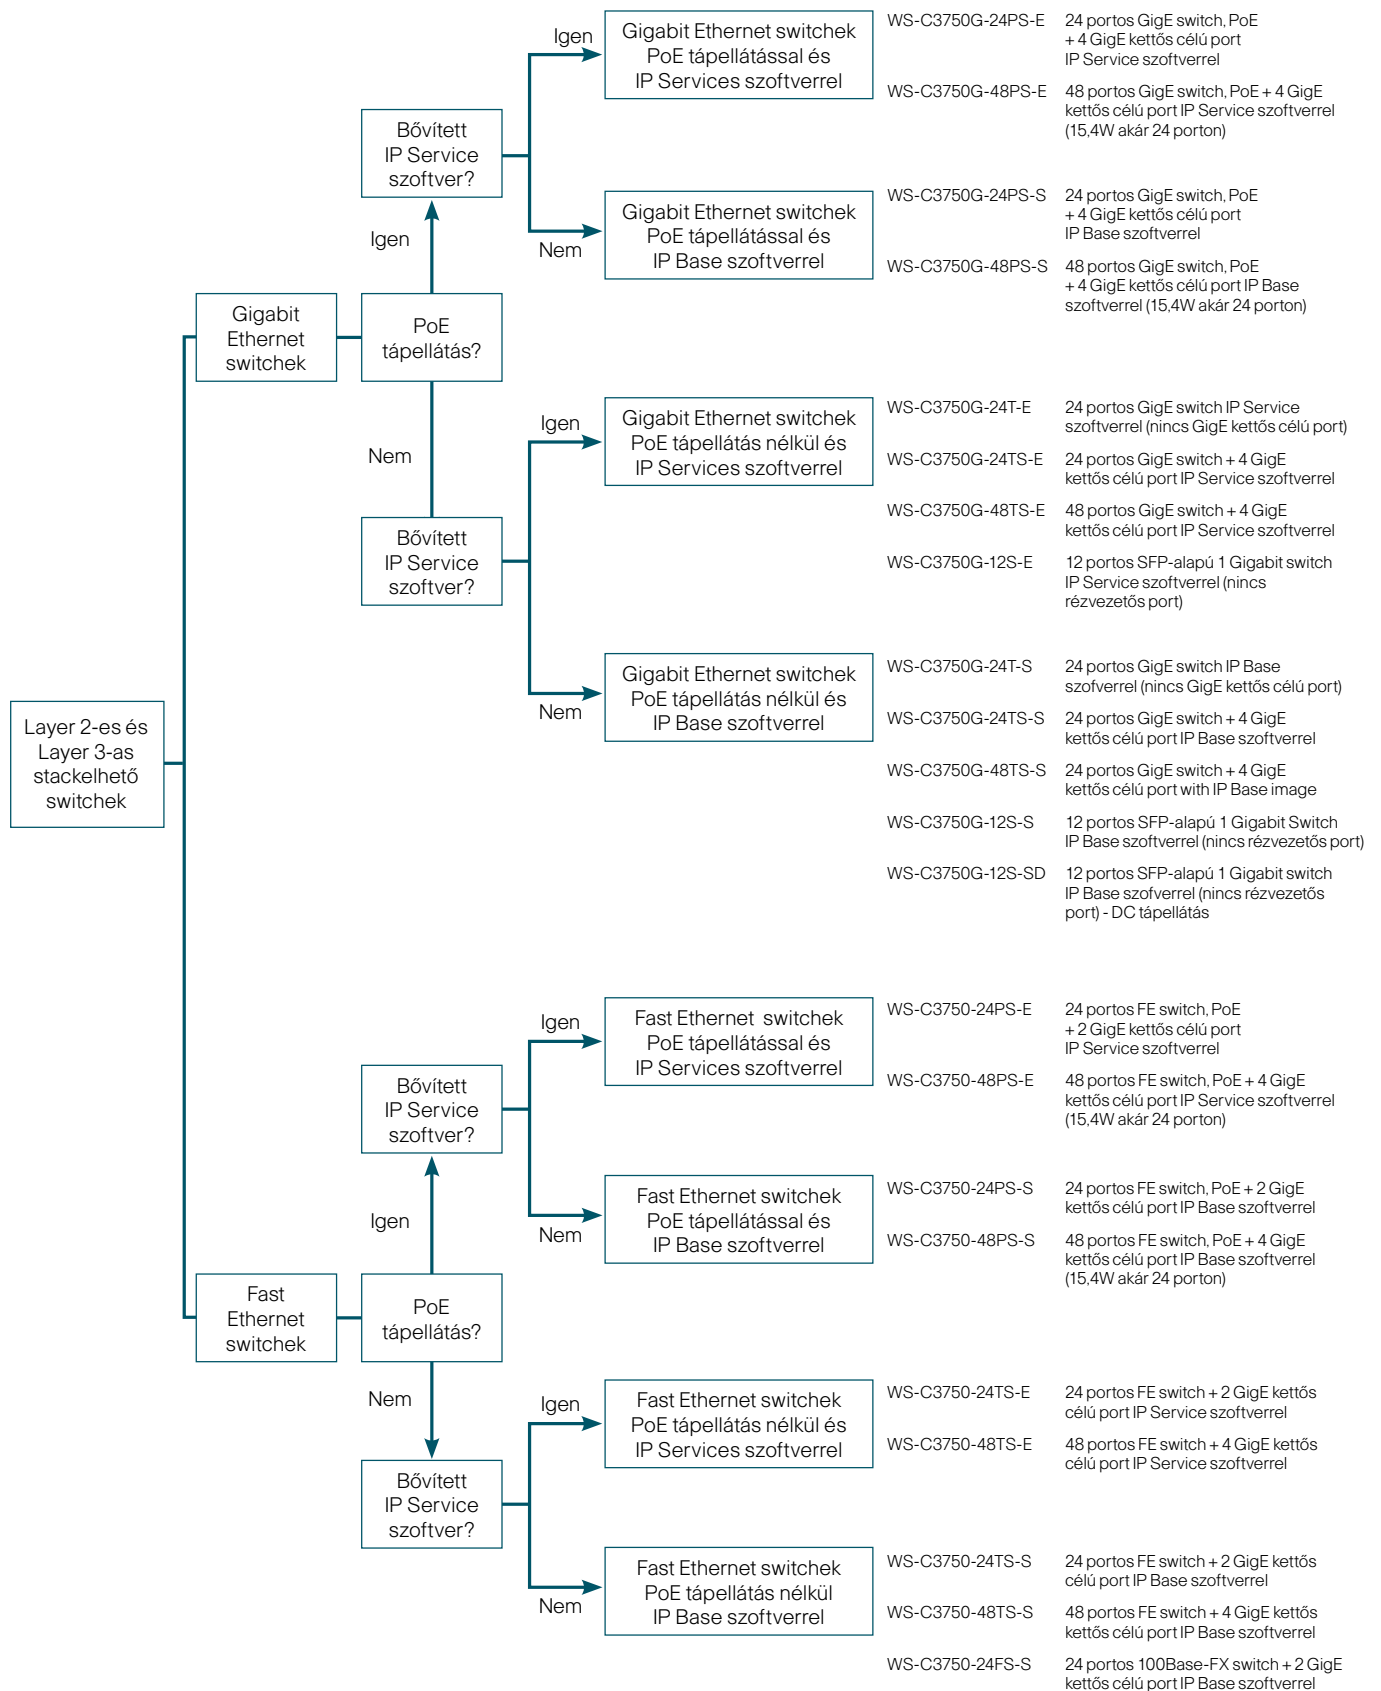 Igen
Gigabit Ethernet switchek
PoE tápellátással és
IP Services szoftverrel
WS-C3750G-24PS-E
24 portos GigE switch, PoE
+ 4 GigE kettős célú port
IP Service szoftverrel
WS-C3750G-48PS-E
48 portos GigE switch, PoE + 4 GigE
kettős célú port IP Service szoftverrel
(15,4W akár 24 porton)
Bővített
IP Service
szoftver?
Nem
Gigabit Ethernet switchek
PoE tápellátással és
IP Base szoftverrel
WS-C3750G-24PS-S
24 portos GigE switch, PoE
+ 4 GigE kettős célú port
IP Base szoftverrel
WS-C3750G-48PS-S
48 portos GigE switch, PoE
+ 4 GigE kettős célú port IP Base
szoftverrel (15,4W akár 24 porton)
Igen
Gigabit
Ethernet
switchek
PoE
tápellátás?
Nem
Igen
Gigabit Ethernet switchek
PoE tápellátás nélkül és
IP Services szoftverrel
WS-C3750G-24T-E
24 portos GigE switch IP Service
szoftverrel (nincs GigE kettős célú port)
WS-C3750G-24TS-E
24 portos GigE switch + 4 GigE
kettős célú port IP Service szoftverrel
WS-C3750G-48TS-E
48 portos GigE switch + 4 GigE
kettős célú port IP Service szoftverrel
WS-C3750G-12S-E
12 portos SFP-alapú 1 Gigabit switch
IP Service szoftverrel (nincs
rézvezetős port)
Bővített
IP Service
szoftver?
Nem
Gigabit Ethernet switchek
PoE tápellátás nélkül és
IP Base szoftverrel
WS-C3750G-24T-S
24 portos GigE switch IP Base
szofverrel (nincs GigE kettős célú port)
WS-C3750G-24TS-S
24 portos GigE switch + 4 GigE
kettős célú port IP Base szoftverrel
WS-C3750G-48TS-S
24 portos GigE switch + 4 GigE
kettős célú port with IP Base image
WS-C3750G-12S-S
12 portos SFP-alapú 1 Gigabit Switch
IP Base szoftverrel (nincs rézvezetős port)
WS-C3750G-12S-SD
12 portos SFP-alapú 1 Gigabit switch
IP Base szofverrel (nincs rézvezetős
port) - DC tápellátás
Layer 2-es és
Layer 3-as
stackelhető
switchek
Igen
Fast Ethernet switchek
PoE tápellátással és
IP Services szoftverrel
WS-C3750-24PS-E
24 portos FE switch, PoE
+ 2 GigE kettős célú port
IP Service szoftverrel
WS-C3750-48PS-E
48 portos FE switch, PoE + 4 GigE
kettős célú port IP Service szoftverrel
(15,4W akár 24 porton)
Bővített
IP Service
szoftver?
Nem
Fast Ethernet switchek
PoE tápellátással és
IP Base szoftverrel
WS-C3750-24PS-S
24 portos FE switch, PoE + 2 GigE
kettős célú port IP Base szoftverrel
WS-C3750-48PS-S
48 portos FE switch, PoE + 4 GigE
kettős célú port IP Base szoftverrel
(15,4W akár 24 porton)
Igen
Fast
Ethernet
switchek
PoE
tápellátás?
Nem
Igen
Fast Ethernet switchek
PoE tápellátás nélkül és
IP Services szoftverrel
WS-C3750-24TS-E
24 portos FE switch + 2 GigE kettős
célú port IP Service szoftverrel
WS-C3750-48TS-E
48 portos FE switch + 4 GigE kettős
célú port IP Service szoftverrel
Bővített
IP Service
szoftver?
Nem
Fast Ethernet switchek
PoE tápellátás nélkül
IP Base szoftverrel
WS-C3750-24TS-S
24 portos FE switch + 2 GigE kettős
célú port IP Base szoftverrel
WS-C3750-48TS-S
48 portos FE switch + 4 GigE kettős
kettős célú port IP Base szoftverrel
WS-C3750-24FS-S
24 portos 100Base-FX switch + 2 GigE
kettős célú port IP Base szoftverrel